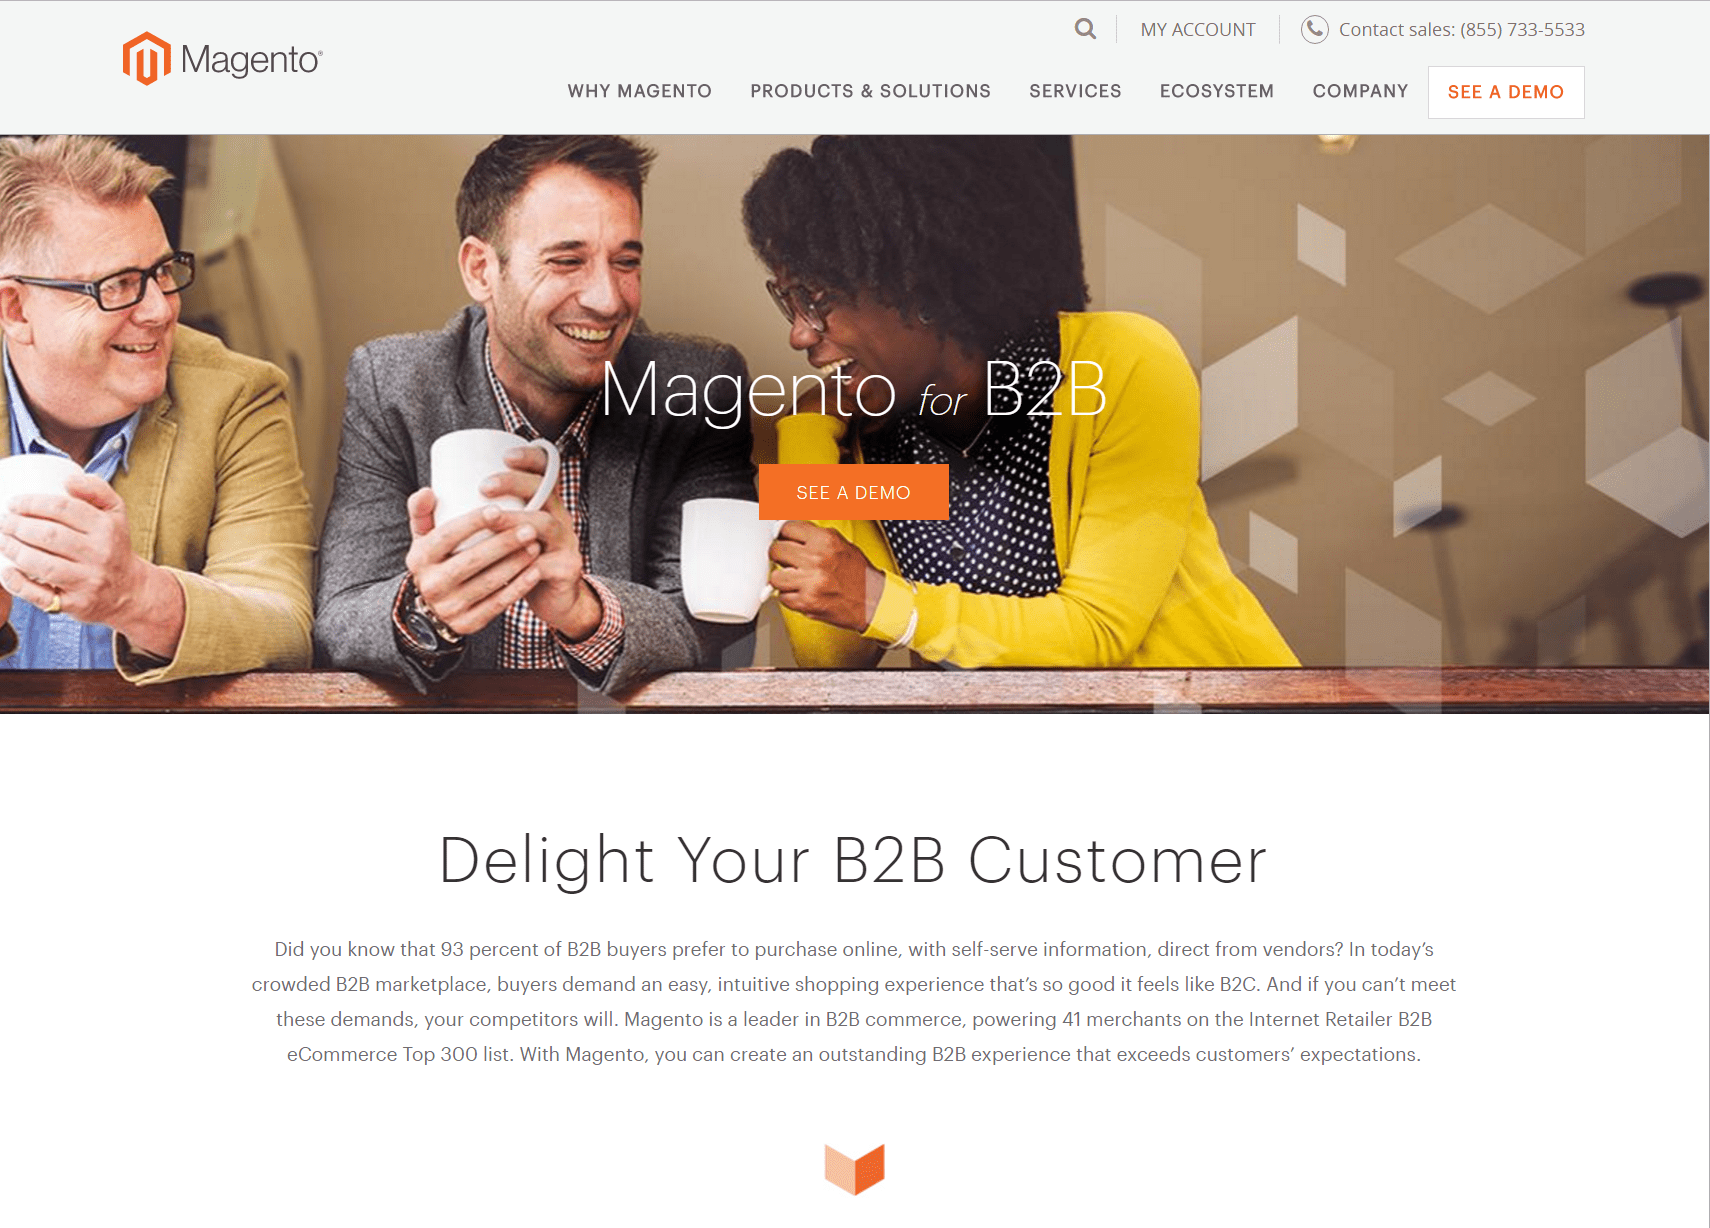 MY ACCOUNT
Contact sales: (855) 733-5533
Magento®
WHY MAGENTO
PRODUCTS & SOLUTIONS
SERVICES
ECOSYSTEM
COMPANY
SEE A DEMO
Magento for B2B
SEE A DEMO
Delight Your B2B Customer
Did you know that 93 percent of B2B buyers prefer to purchase online, with self-serve information, direct from vendors? In today’s
crowded B2B marketplace, buyers demand an easy, intuitive shopping experience that’s so good it feels like B2C. And if you can’t meet
these demands, your competitors will. Magento is a leader in B2B commerce, powering 41 merchants on the Internet Retailer B2B
eCommerce Top 300 list. With Magento, you can create an outstanding B2B experience that exceeds customers’ expectations.